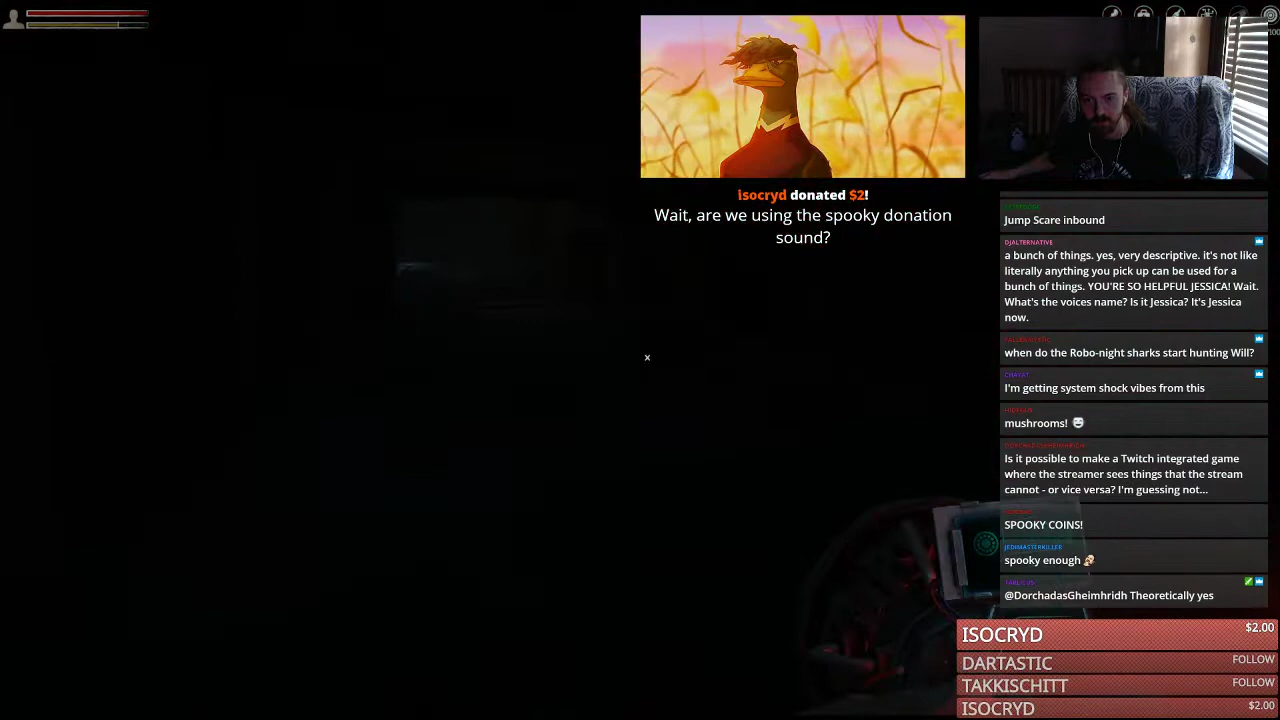 isocryd donated $2!
Wait, are we using the spooky donation
sound?
Jump Scare inbound
DJALTERNATIVE
a bunch of things. yes, very descriptive. it's not like
literally anything you pick up can be used for a
bunch of things. YOU'RE SO HELPFUL JESSICA! Wait.
What's the voices name? Is it Jessica? It's Jessica
now.
when do the Robo-night sharks start hunting Will?
CHAYAT
I'm getting system shock vibes from this
mushrooms!
DORCHADASGHEIMHRIDH
Is it possible to make a Twitch integrated game
where the streamer sees things that the stream
cannot - or vice versa? I'm guessing not...
SPOOKY COINS!
JEDIMASTERKILLER
spooky enough
@DorchadasGheimhridh Theoretically yes
ISOCRYD $2.00
DARTASTIC FOLLOW
TAKKISCHITT FOLLOW
ISOCRYD $2.00